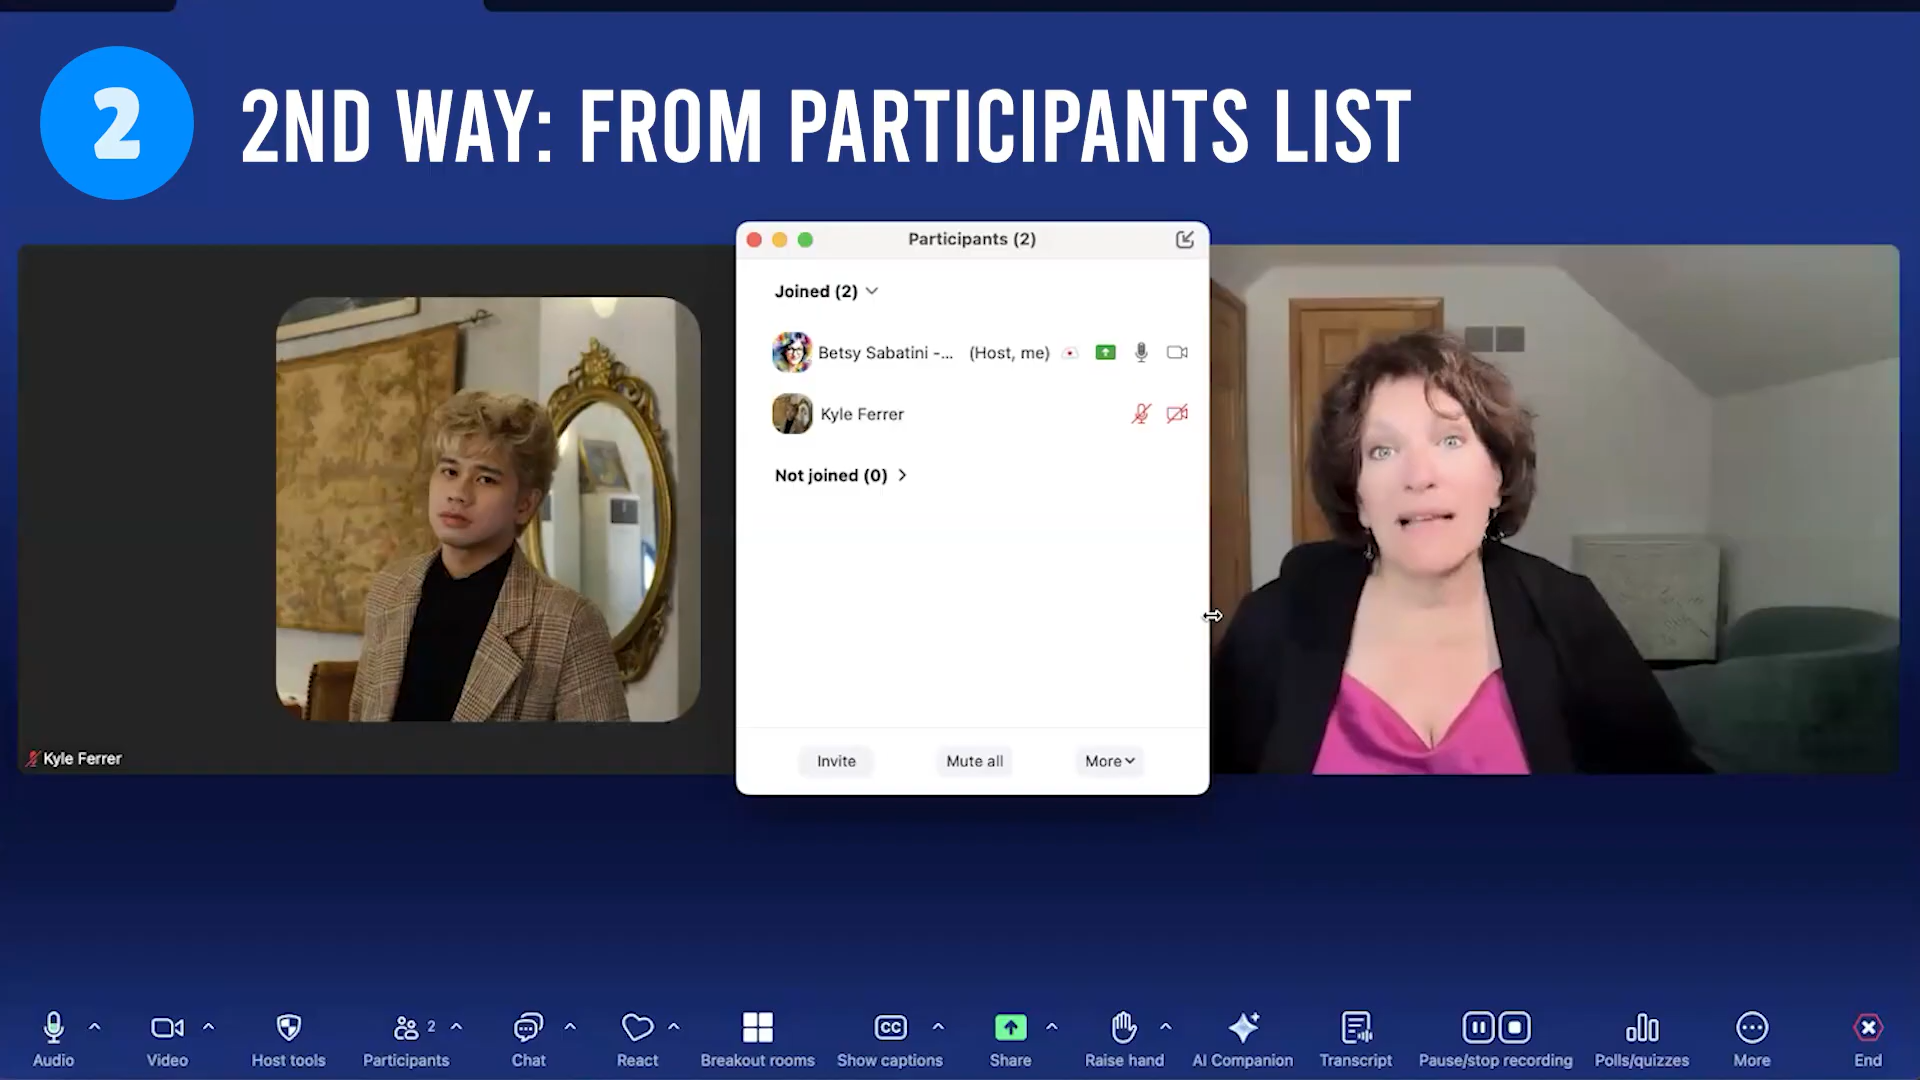 2
2ND WAY: FROM PARTICIPANTS LIST
Participants (2)
Joined (2)
Betsy Sabatini -... (Host, me)
Kyle Ferrer
Not joined (0)
Invite
Mute all
More
Kyle Ferrer
2
CC
Audio
Video
Host tools
Participants
Chat
React
Breakout rooms
Show captions
Share
Raise hand
AI Companion
Transcript
Pause/stop recording
Polls/quizzes
More
End